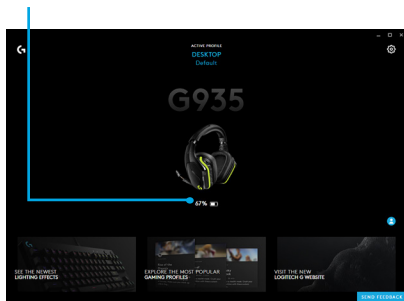 ACTIVE PROFILE
DESKTOP
Default
G935
67%
SEE THE NEWEST
LIGHTING EFFECTS
EXPLORE THE MOST POPULAR
GAMING PROFILES
VISIT THE NEW
LOGITECH G WEBSITE
SEND FEEDBACK